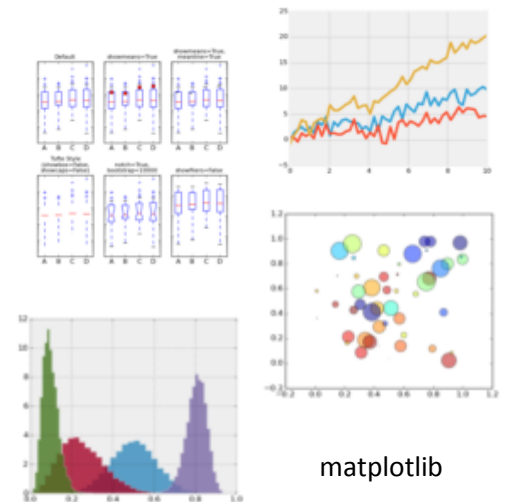 Default
showmeans=True
showmeans=True,
meanline=True
A B C D
A B C D
A B C D
Tufte Style
(showbox=False,
showcaps=False)
notch=True,
bootstrap=10000
showfliers=False
A B C D
A B C D
A B C D
25
20
15
10
5
0
−5
0 2 4 6 8 10
1.2
1.0
0.8
0.6
0.4
0.2
0.0
−0.2
−0.2 0.0 0.2 0.4 0.6 0.8 1.0 1.2
12
10
8
6
4
2
0
0.0 0.2 0.4 0.6 0.8 1.0
matplotlib